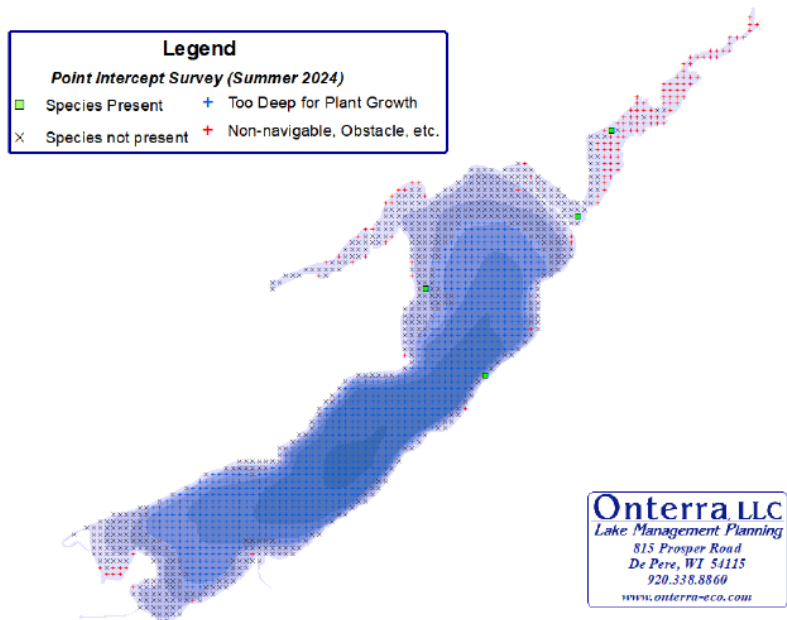 Legend
Point Intercept Survey (Summer 2024)
Species Present
Too Deep for Plant Growth
Species not present
Non-navigable, Obstacle, etc.
Onterra, LLC
Lake Management Planning
815 Prosper Road
De Pere, WI 54115
920.338.8860
www.onterra-eco.com